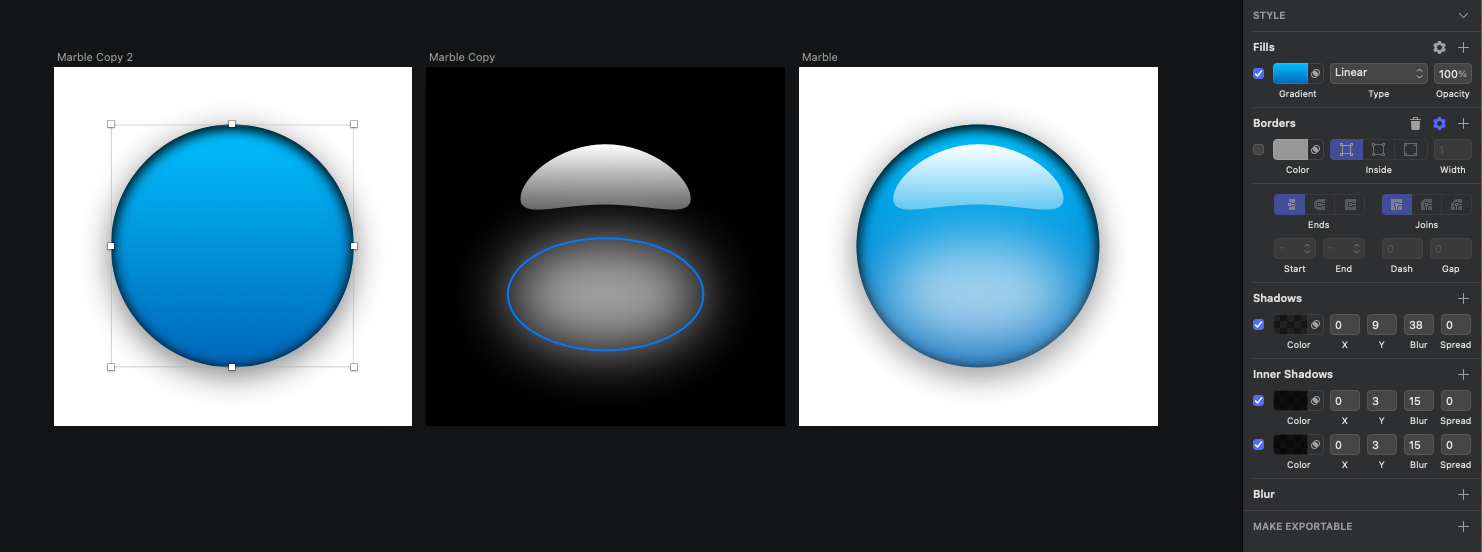 Marble Copy 2
Marble Copy
Marble
STYLE
Fills
Linear
100%
Gradient Type Opacity
Borders
1
Color Inside Width
Ends Joins
- - 0 0
Start End Dash Gap
Shadows
0 9 38 0
Color X Y Blur Spread
Inner Shadows
0 3 15 0
Color X Y Blur Spread
0 3 15 0
Color X Y Blur Spread
Blur
MAKE EXPORTABLE